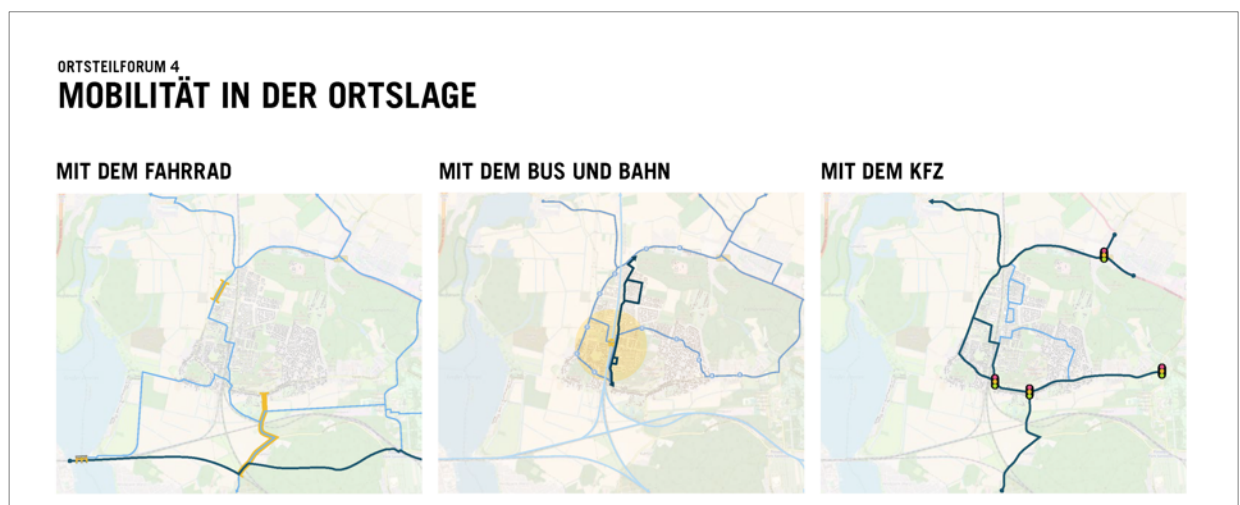 ORTSTEILFORUM 4
MOBILITÄT IN DER ORTSLAGE
MIT DEM FAHRRAD
MIT DEM BUS UND BAHN
MIT DEM KFZ